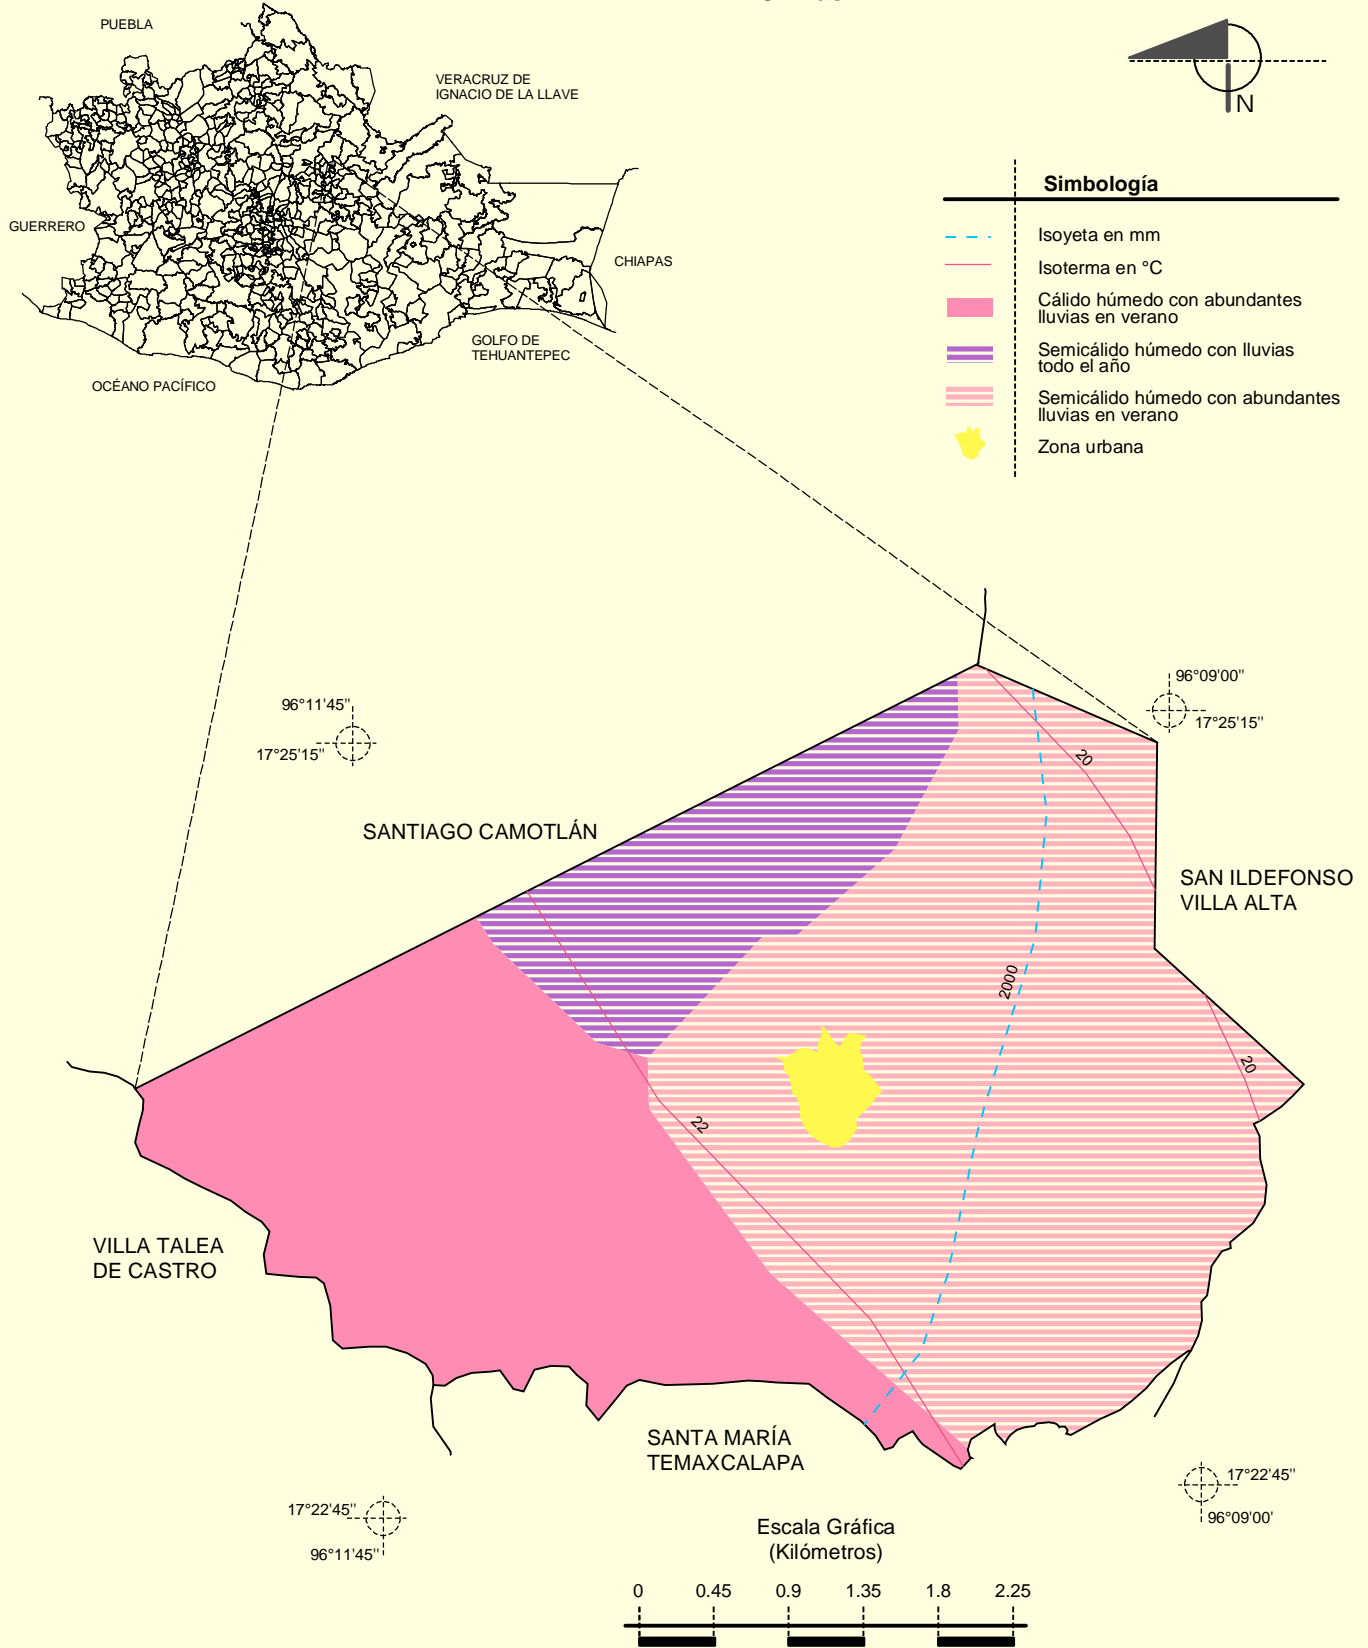 PUEBLA
VERACRUZ DE
IGNACIO DE LA LLAVE
GUERRERO
CHIAPAS
GOLFO DE
TEHUANTEPEC
OCÉANO PACÍFICO
N
Simbología
Isoyeta en mm
Isoterma en °C
Cálido húmedo con abundantes
lluvias en verano
Semicálido húmedo con lluvias
todo el año
Semicálido húmedo con abundantes
lluvias en verano
Zona urbana
96°11'45"
17°25'15"
96°09'00"
17°25'15"
20
SANTIAGO CAMOTLÁN
SAN ILDEFONSO
VILLA ALTA
2000
20
22
VILLA TALEA
DE CASTRO
SANTA MARÍA
TEMAXCALAPA
17°22'45"
96°11'45"
17°22'45"
96°09'00'
Escala Gráfica
(Kilómetros)
0 0.45 0.9 1.35 1.8 2.25